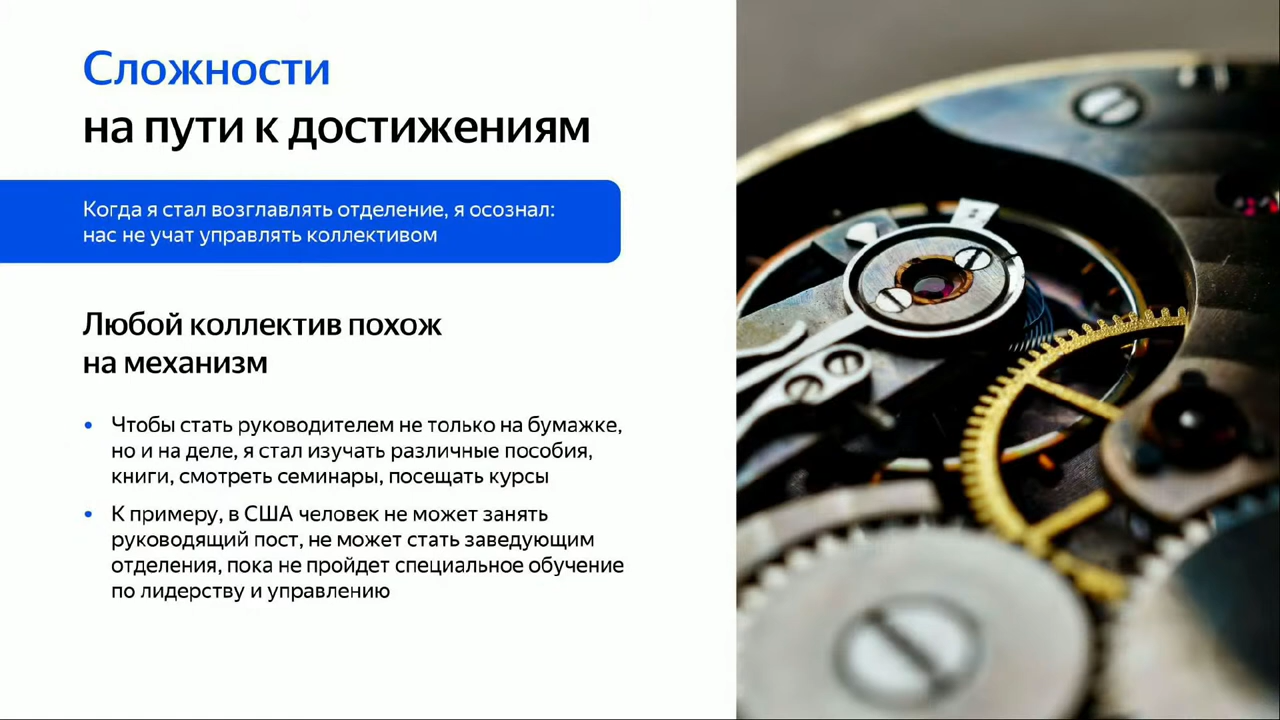 Сложности
на пути к достижениям
Когда я стал возглавлять отделение, я осознал:
нас не учат управлять коллективом
Любой коллектив похож
на механизм
• Чтобы стать руководителем не только на бумажке,
но и на деле, я стал изучать различные пособия,
книги, смотреть семинары, посещать курсы
• К примеру, в США человек не может занять
руководящий пост, не может стать заведующим
отделения, пока не пройдет специальное обучение
по лидерству и управлению